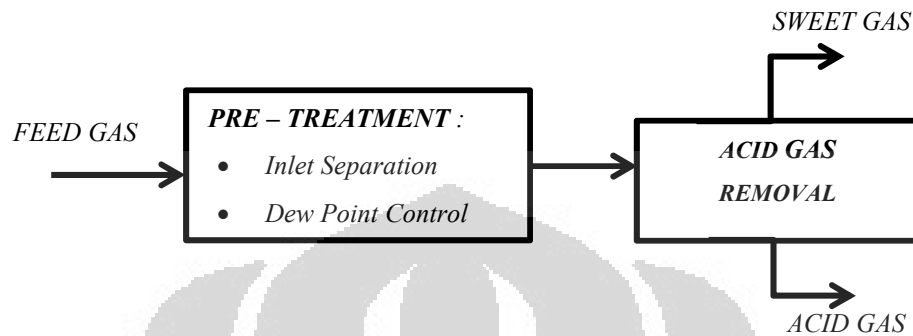 SWEET GAS
FEED GAS
PRE – TREATMENT :
• Inlet Separation
• Dew Point Control
ACID GAS
REMOVAL
ACID GAS